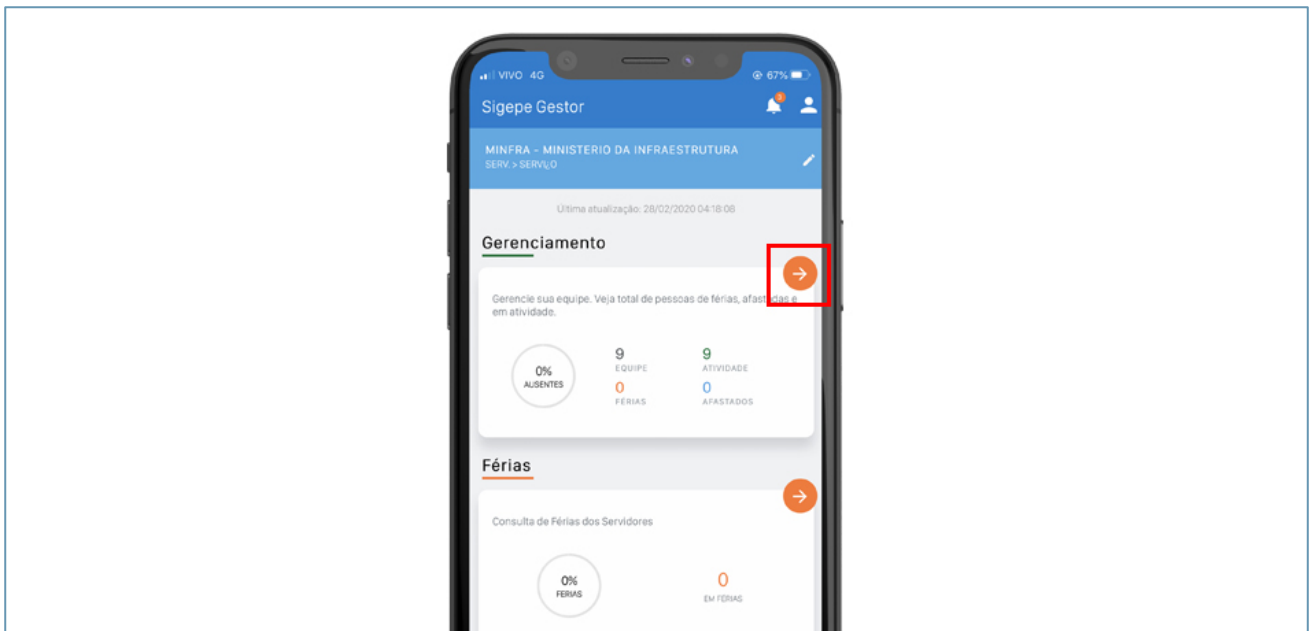 VIVO 4G
67%
Sigepe Gestor
3
MINFRA - MINISTERIO DA INFRAESTRUTURA
SERV. > SERVI¿O
Última atualização: 28/02/2020 04:18:08
Gerenciamento
Gerencie sua equipe. Veja total de pessoas de férias, afastadas e
em atividade.
0%
AUSENTES
9
EQUIPE
9
ATIVIDADE
0
FÉRIAS
0
AFASTADOS
Férias
Consulta de Férias dos Servidores
0%
FERIAS
0
EM FÉRIAS